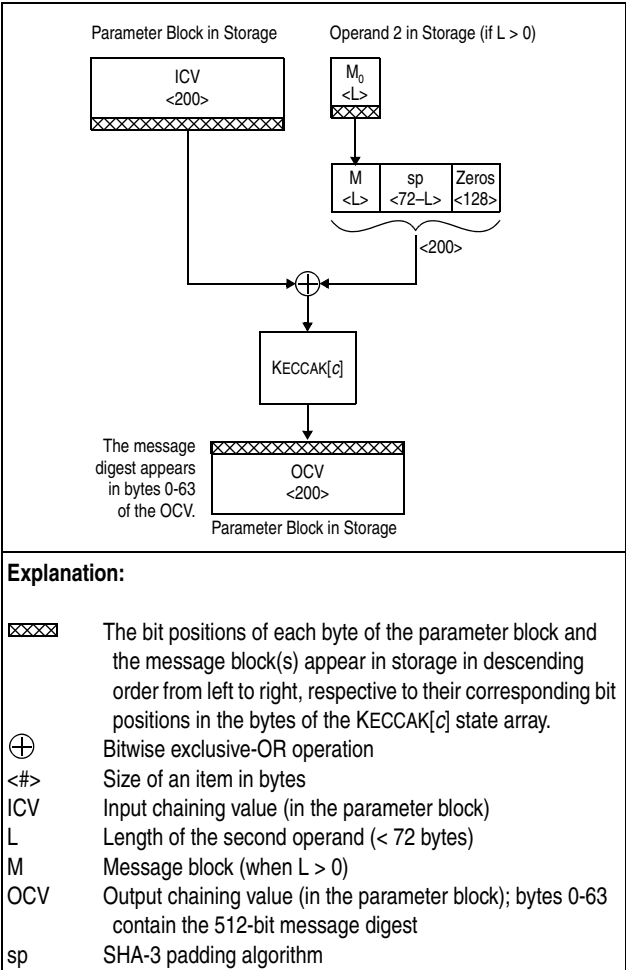 Parameter Block in Storage
Operand 2 in Storage (if L > 0)
ICV
<200>
M₀
<L>
M
<L>
sp
<72–L>
Zeros
<128>
<200>
KECCAK[c]
The message
digest appears
in bytes 0-63
of the OCV.
OCV
<200>
Parameter Block in Storage
Explanation:
The bit positions of each byte of the parameter block and
the message block(s) appear in storage in descending
order from left to right, respective to their corresponding bit
positions in the bytes of the KECCAK[c] state array.
⊕ Bitwise exclusive-OR operation
<#> Size of an item in bytes
ICV Input chaining value (in the parameter block)
L Length of the second operand (< 72 bytes)
M Message block (when L > 0)
OCV Output chaining value (in the parameter block); bytes 0-63
contain the 512-bit message digest
sp SHA-3 padding algorithm